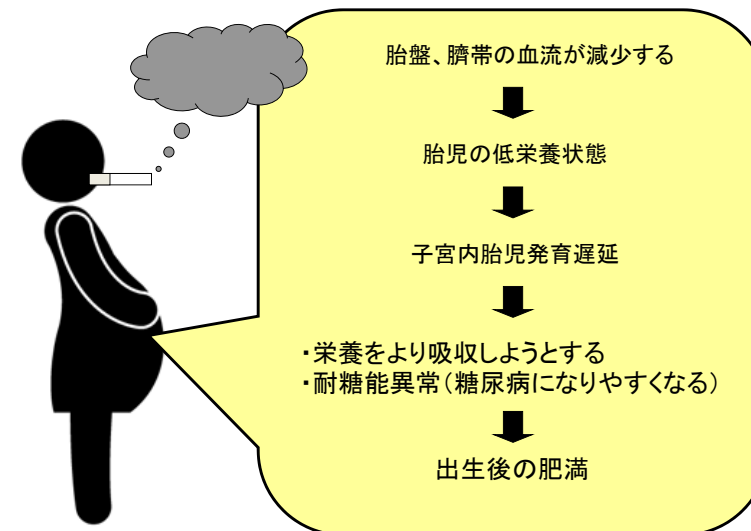 胎盤、臍帯の血流が減少する
胎児の低栄養状態
子宮内胎児発育遅延
・栄養をより吸収しようとする
・耐糖能異常(糖尿病になりやすくなる)
出生後の肥満